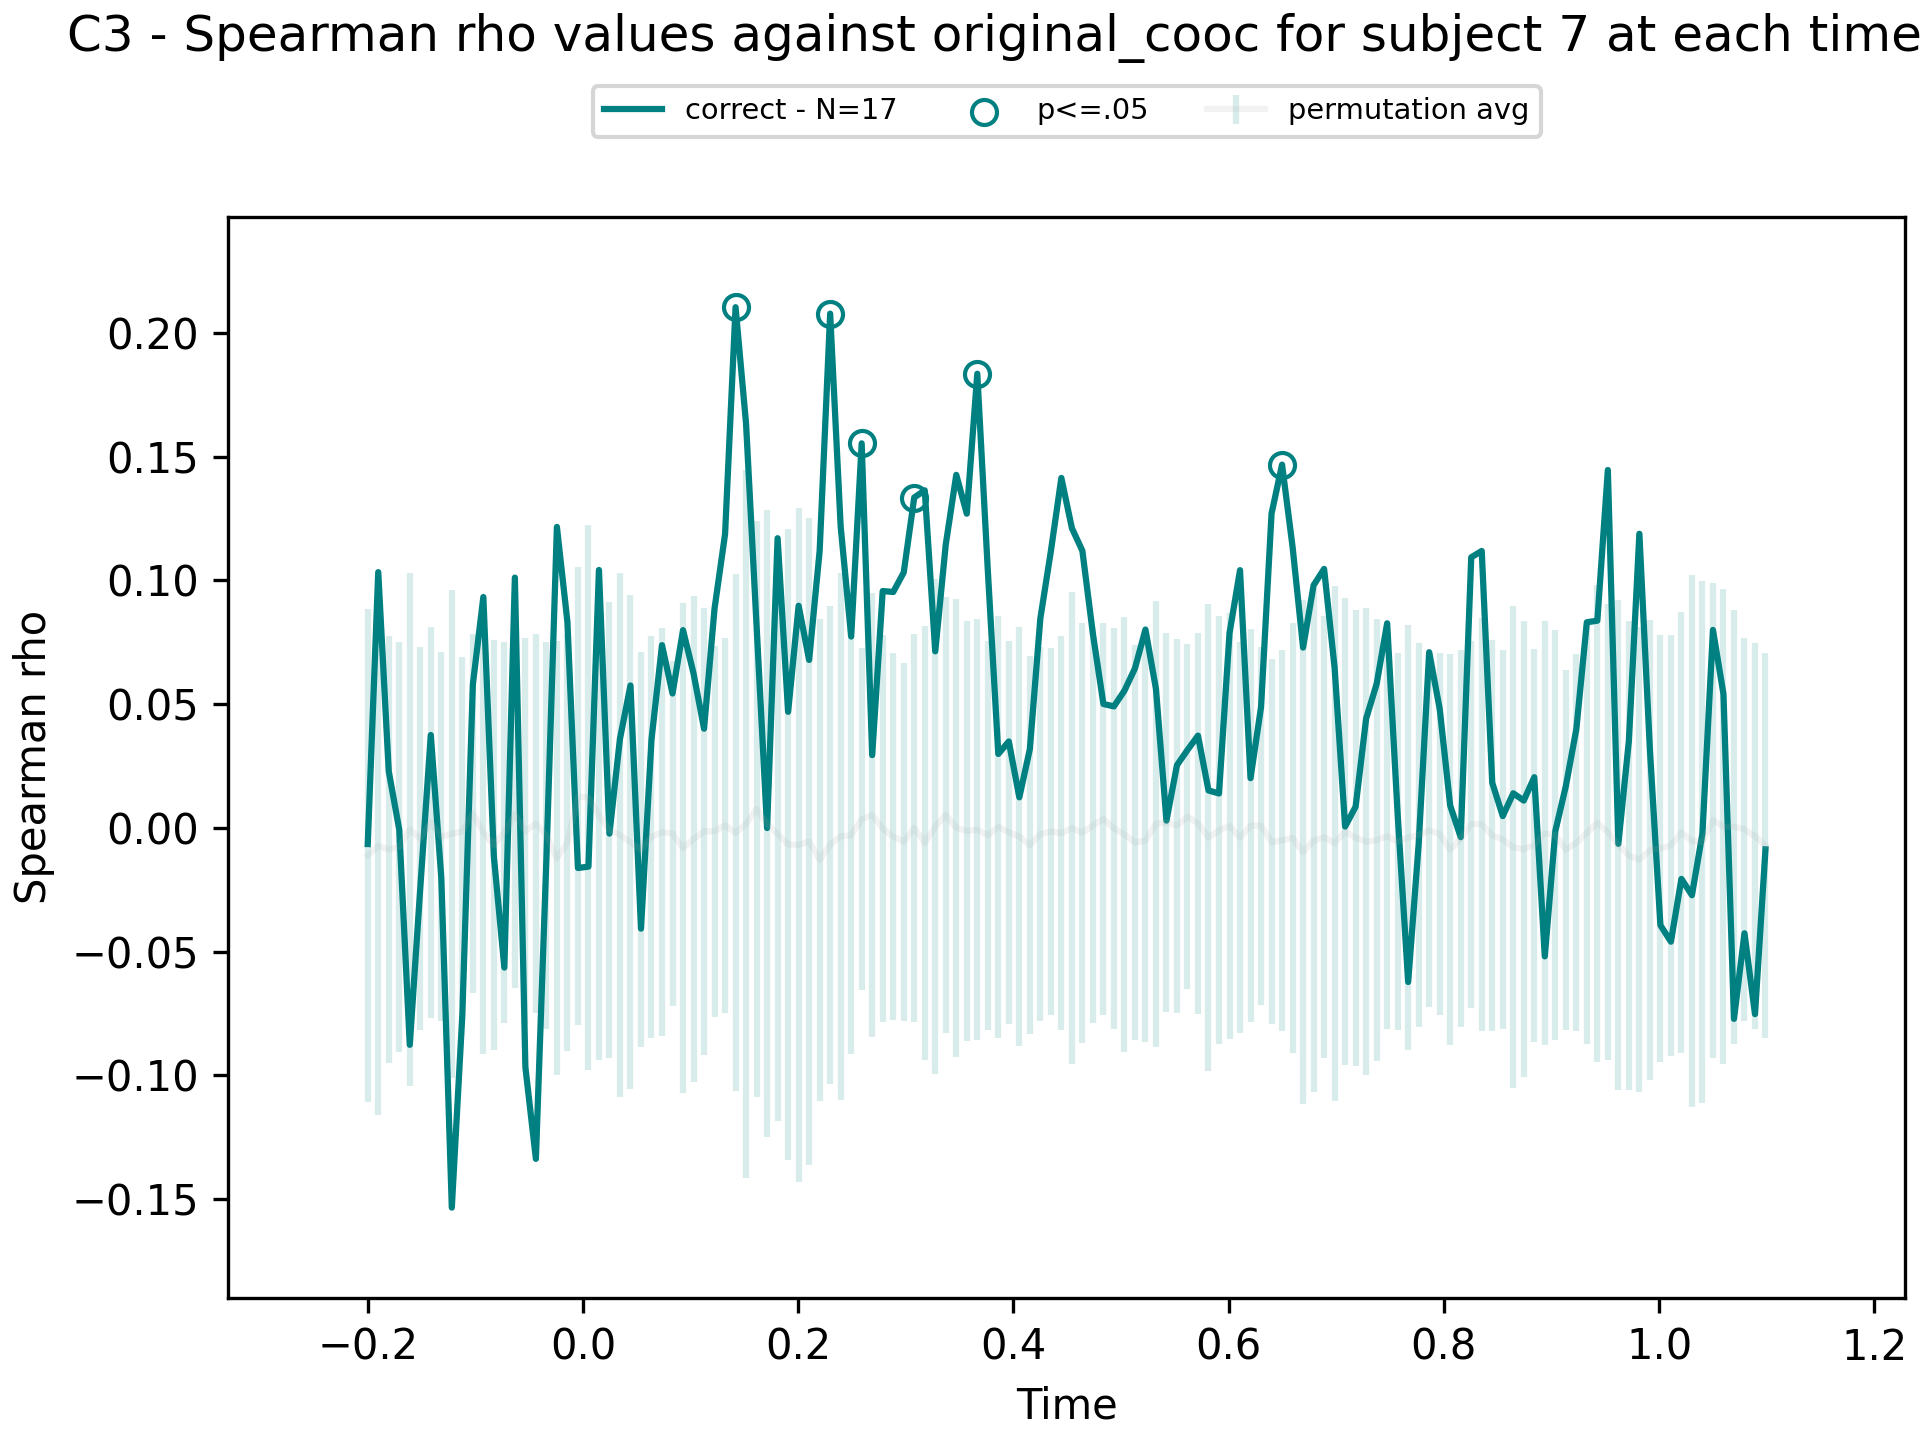 C3 - Spearman rho values against original_cooc for subject 7 at each time
correct - N=17 p<=.05 permutation avg
0.20
0.15
0.10
0.05
0.00
−0.05
−0.10
−0.15
Spearman rho
−0.2 0.0 0.2 0.4 0.6 0.8 1.0 1.2
Time